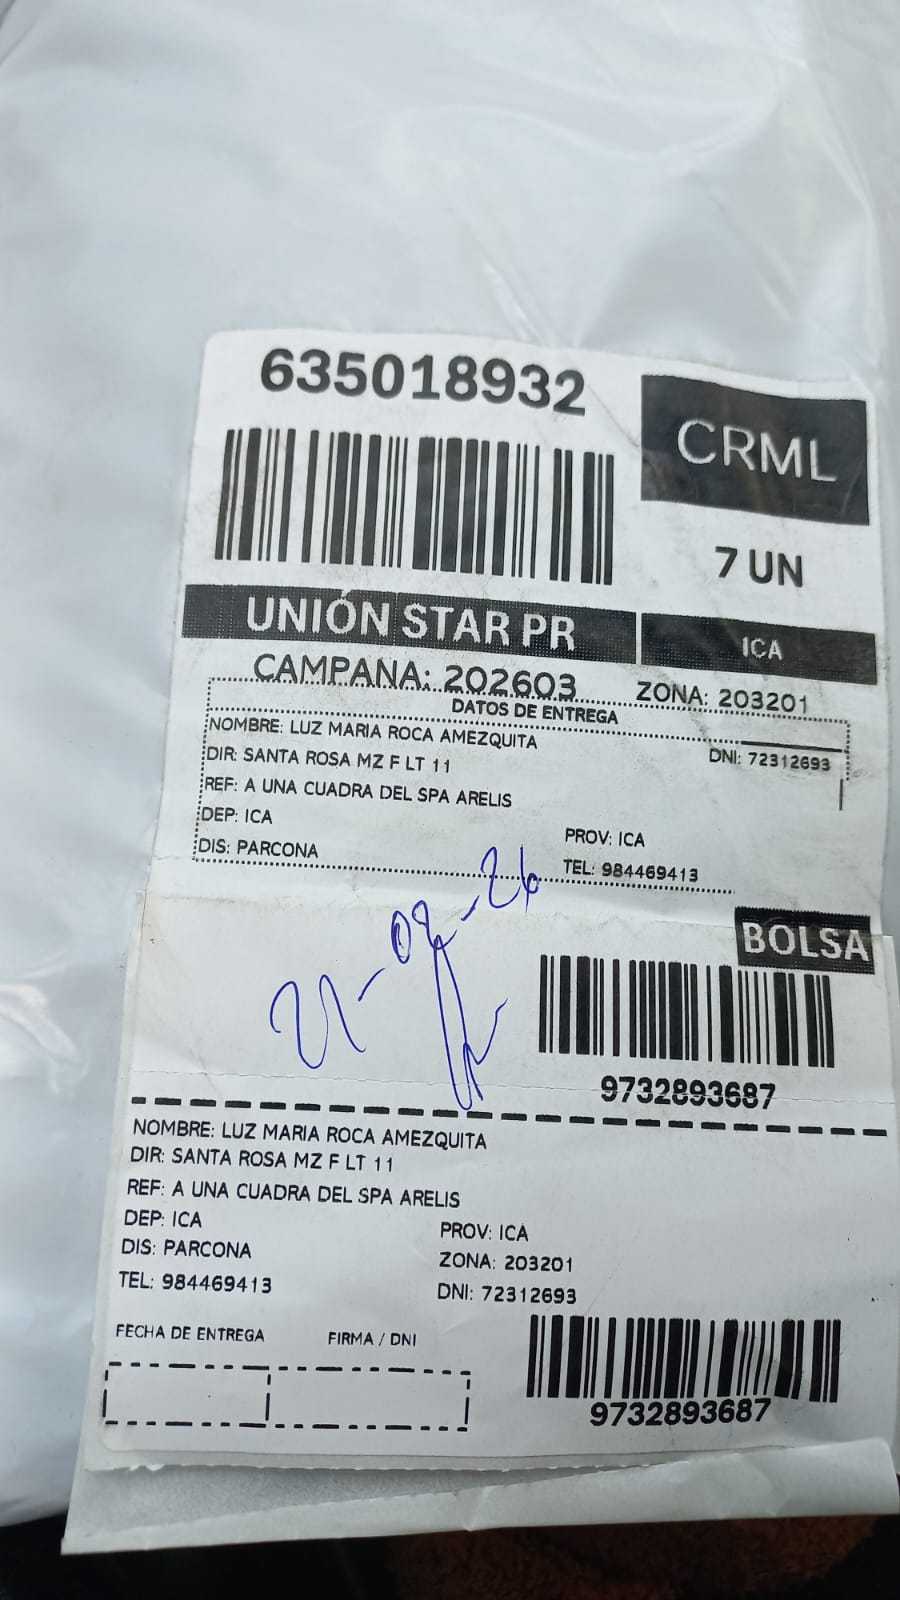 635018932
CRML
7 UN
UNIÓN STAR PR
ICA
CAMPANA: 202603
ZONA: 203201
DATOS DE ENTREGA
NOMBRE: LUZ MARIA ROCA AMEZQUITA
DNI: 72312693
DIR: SANTA ROSA MZ F LT 11
REF: A UNA CUADRA DEL SPA ARELIS
DEP: ICA
PROV: ICA
DIS: PARCONA
TEL: 984469413
21-02-26
BOLSA
9732893687
NOMBRE: LUZ MARIA ROCA AMEZQUITA
DIR: SANTA ROSA MZ F LT 11
REF: A UNA CUADRA DEL SPA ARELIS
DEP: ICA
PROV: ICA
DIS: PARCONA
ZONA: 203201
TEL: 984469413
DNI: 72312693
FECHA DE ENTREGA
FIRMA / DNI
9732893687